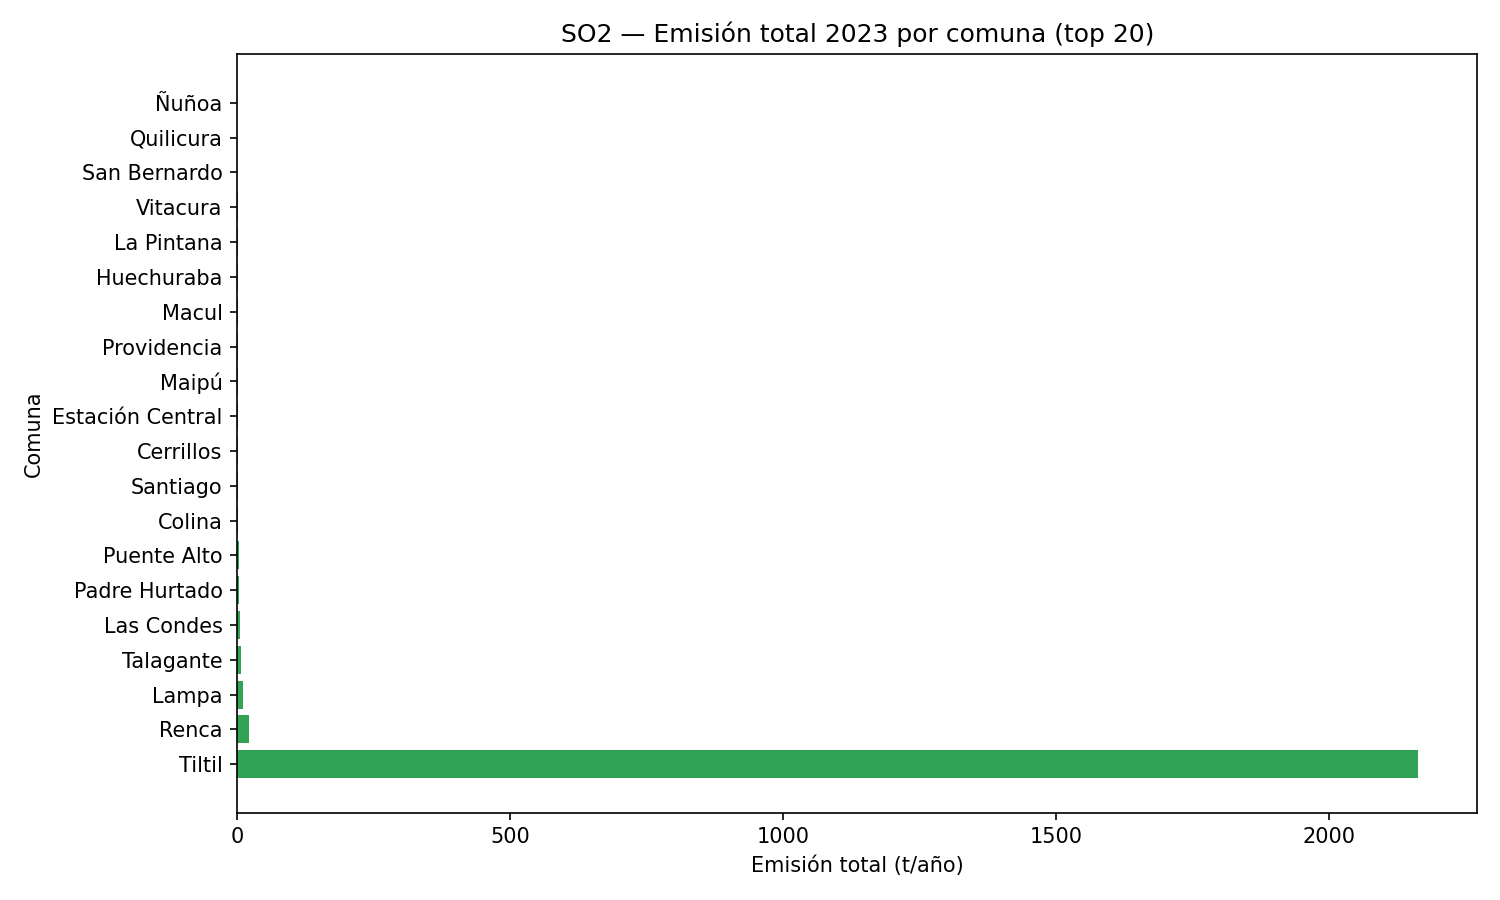 SO2 — Emisión total 2023 por comuna (top 20)
Comuna
Ñuñoa
Quilicura
San Bernardo
Vitacura
La Pintana
Huechuraba
Macul
Providencia
Maipú
Estación Central
Cerrillos
Santiago
Colina
Puente Alto
Padre Hurtado
Las Condes
Talagante
Lampa
Renca
Tiltil
0 500 1000 1500 2000
Emisión total (t/año)